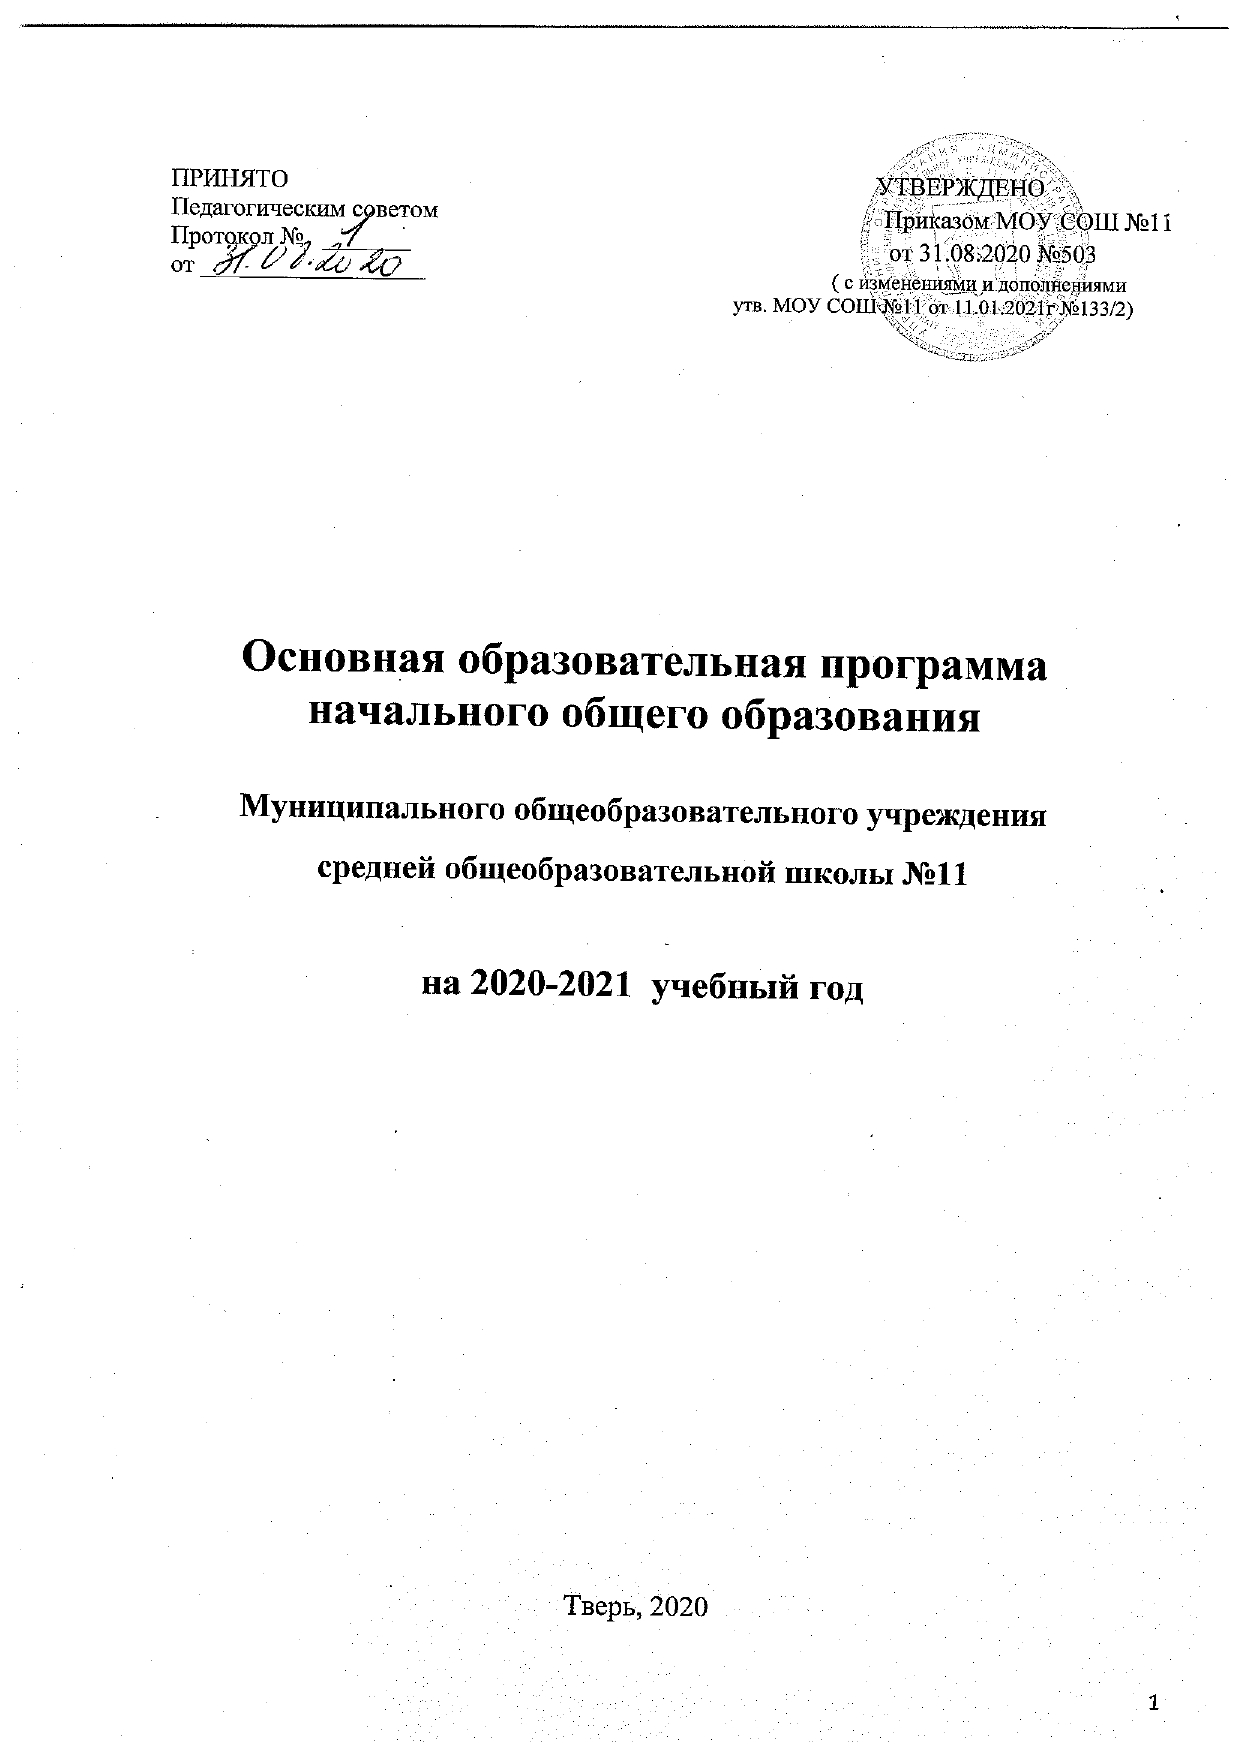 ПРИНЯТО
Педагогическим советом
Протокол № 1
от 31.08.2020
УТВЕРЖДЕНО
Приказом МОУ СОШ №11
от 31.08.2020 №503
( с изменениями и дополнениями
утв. МОУ СОШ №11 от 11.01.2021г №133/2)
Основная образовательная программа
начального общего образования
Муниципального общеобразовательного учреждения
средней общеобразовательной школы №11
на 2020-2021 учебный год
Тверь, 2020
1